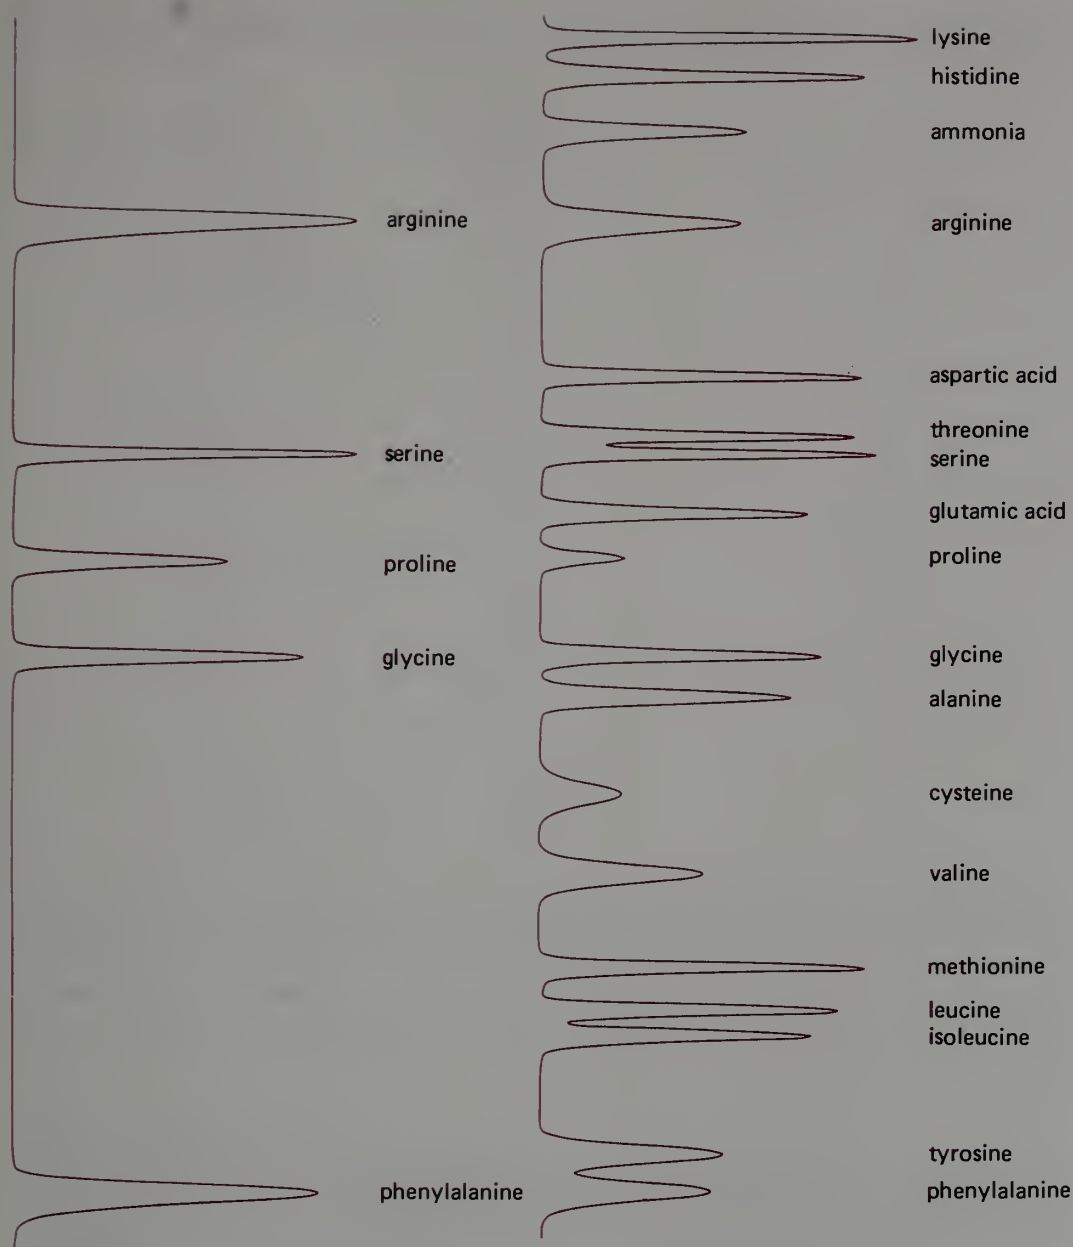 arginine
serine
proline
glycine
phenylalanine
lysine
histidine
ammonia
arginine
aspartic acid
threonine
serine
glutamic acid
proline
glycine
alanine
cysteine
valine
methionine
leucine
isoleucine
tyrosine
phenylalanine